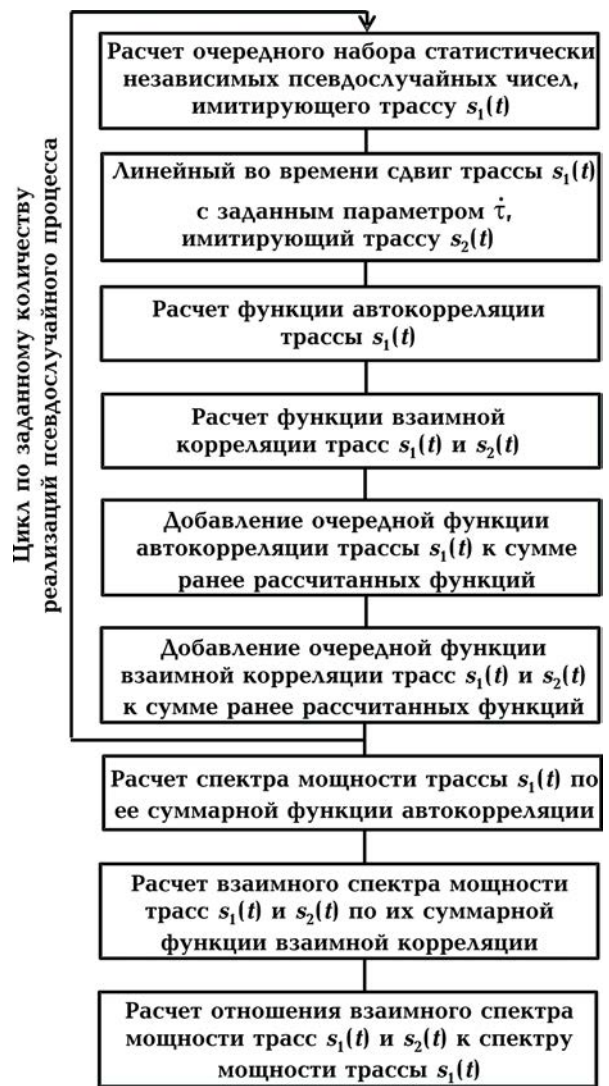 Цикл по заданному количеству
реализаций псевдослучайного процесса
Расчет очередного набора статистически
независимых псевдослучайных чисел,
имитирующего трассу s₁(t)
Линейный во времени сдвиг трассы s₁(t)
с заданным параметром τ̇,
имитирующий трассу s₂(t)
Расчет функции автокорреляции
трассы s₁(t)
Расчет функции взаимной
корреляции трасс s₁(t) и s₂(t)
Добавление очередной функции
автокорреляции трассы s₁(t) к сумме
ранее рассчитанных функций
Добавление очередной функции
взаимной корреляции трасс s₁(t) и s₂(t)
к сумме ранее рассчитанных функций
Расчет спектра мощности трассы s₁(t) по
ее суммарной функции автокорреляции
Расчет взаимного спектра мощности
трасс s₁(t) и s₂(t) по их суммарной
функции взаимной корреляции
Расчет отношения взаимного спектра
мощности трасс s₁(t) и s₂(t) к спектру
мощности трассы s₁(t)